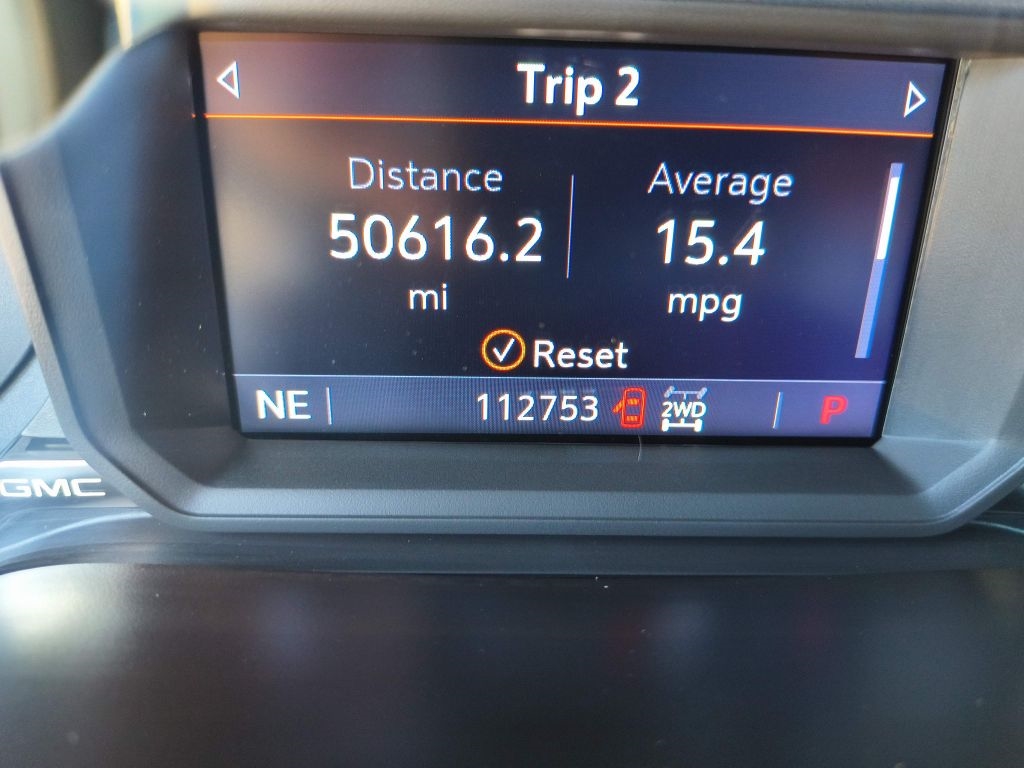 Trip 2
Distance
50616.2
mi
Average
15.4
mpg
Reset
NE
112753
2WD
P
GMC